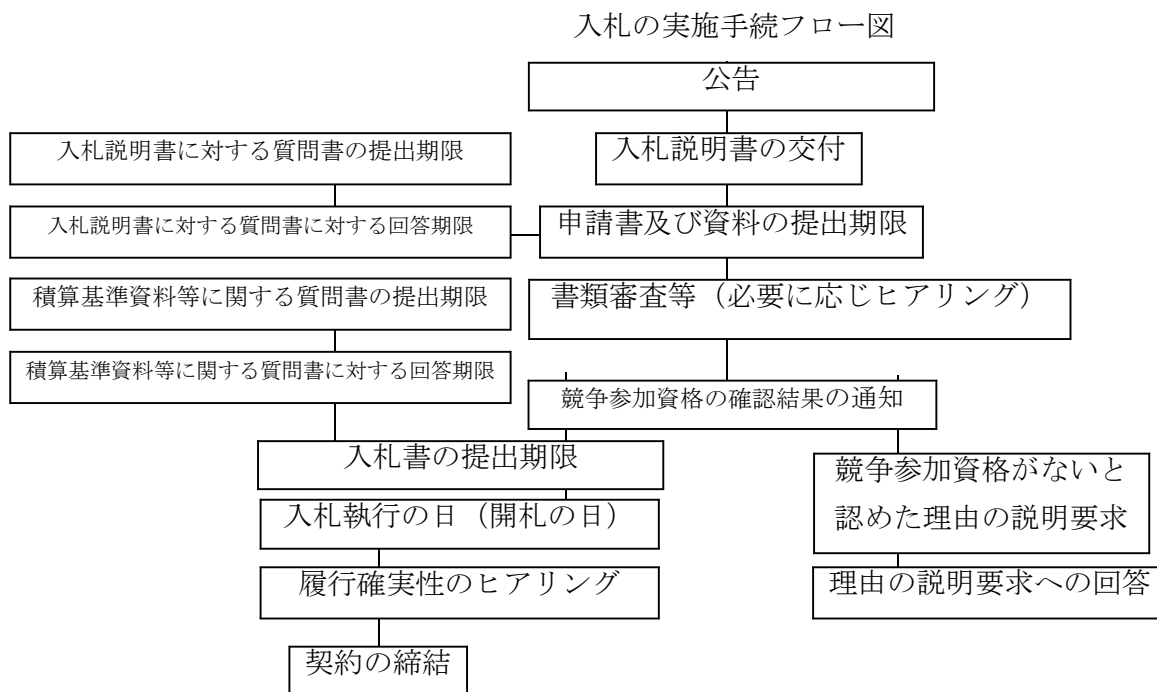 入札の実施手続フロー図
公告
入札説明書に対する質問書の提出期限
入札説明書の交付
入札説明書に対する質問書に対する回答期限
申請書及び資料の提出期限
積算基準資料等に関する質問書の提出期限
書類審査等（必要に応じヒアリング）
積算基準資料等に関する質問書に対する回答期限
競争参加資格の確認結果の通知
入札書の提出期限
競争参加資格がないと
認めた理由の説明要求
入札執行の日（開札の日）
履行確実性のヒアリング
理由の説明要求への回答
契約の締結